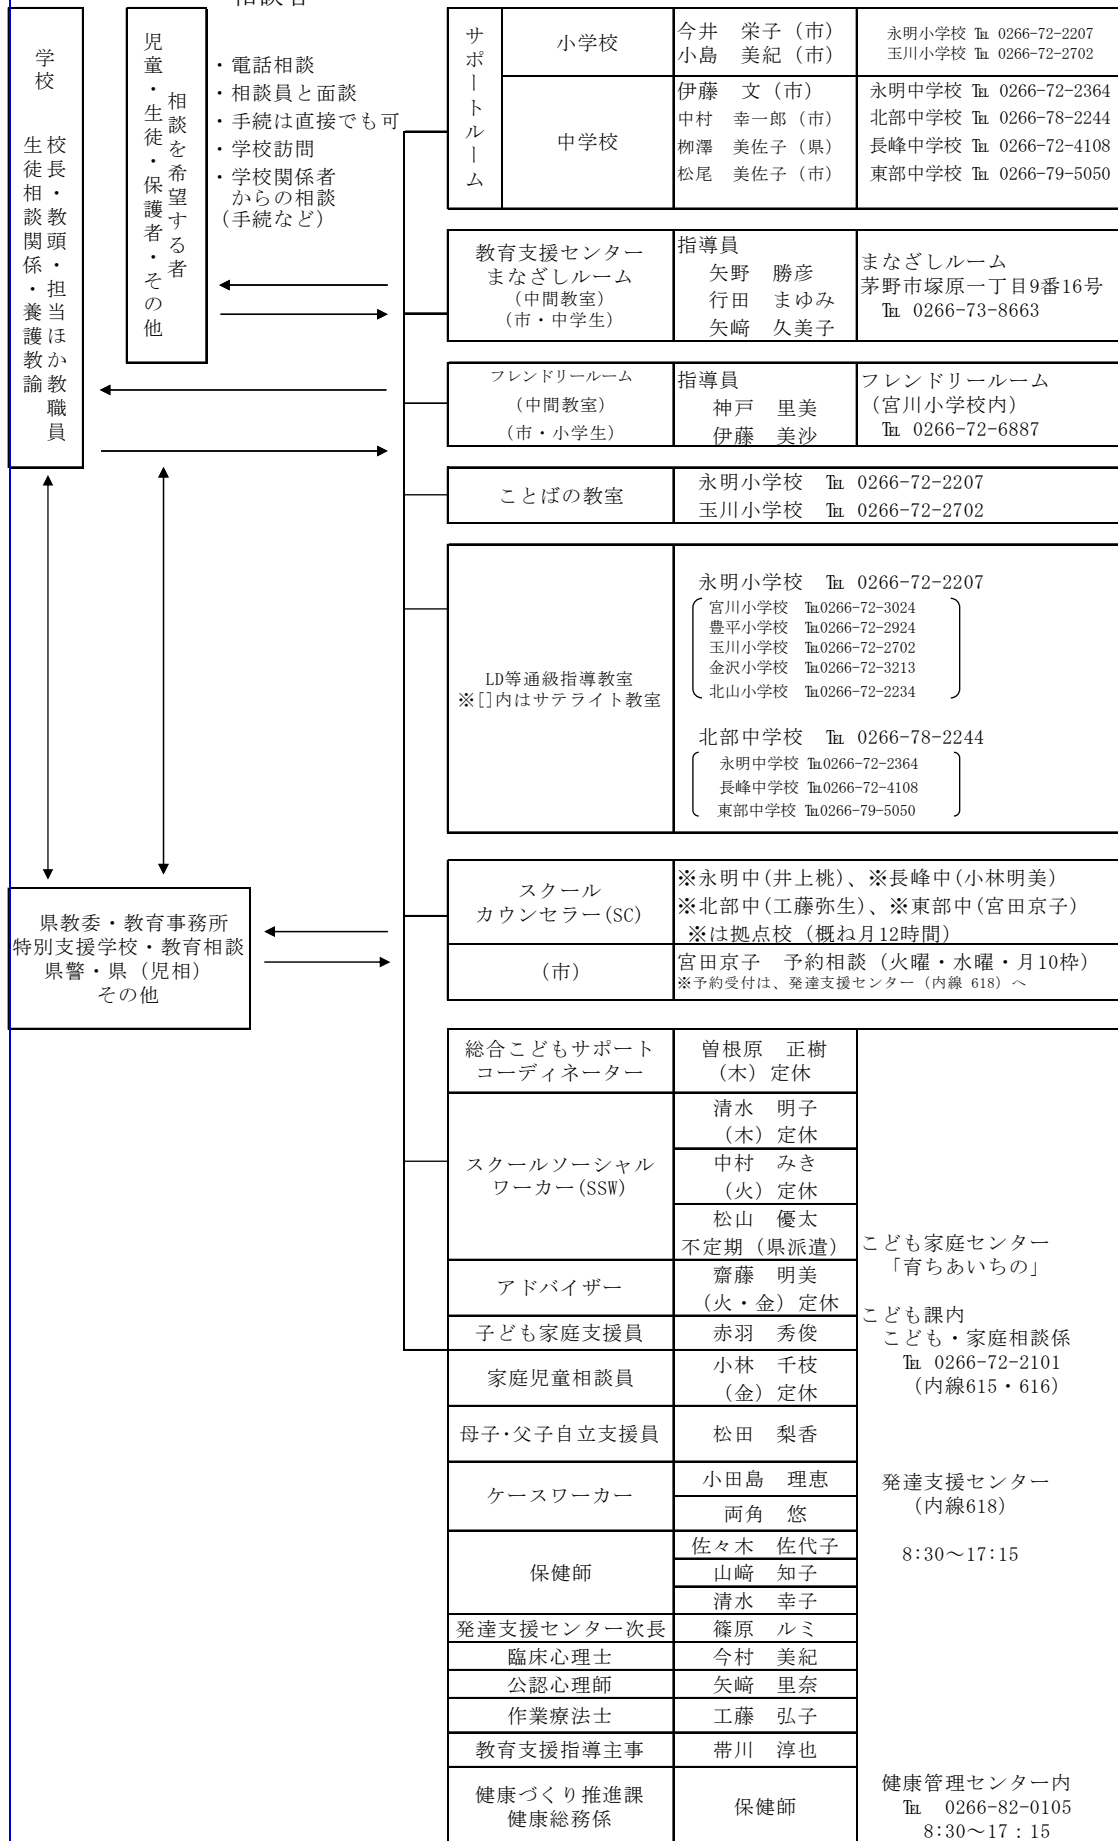 学校
校長・教頭・担当ほか教職員
生徒相談関係・養護教諭
相談を希望する者
児童・生徒・保護者・その他
・電話相談
・相談員と面談
・手続は直接でも可
・学校訪問
・学校関係者
からの相談
(手続など)
サポートルーム
小学校
今井 栄子(市)
小島 美紀(市)
永明小学校 ℡ 0266-72-2207
玉川小学校 ℡ 0266-72-2702
中学校
伊藤 文(市)
中村 幸一郎(市)
栁澤 美佐子(県)
松尾 美佐子(市)
永明中学校 ℡ 0266-72-2364
北部中学校 ℡ 0266-78-2244
長峰中学校 ℡ 0266-72-4108
東部中学校 ℡ 0266-79-5050
教育支援センター
まなざしルーム
(中間教室)
(市・中学生)
指導員
矢野 勝彦
行田 まゆみ
矢﨑 久美子
まなざしルーム
茅野市塚原一丁目9番16号
℡ 0266-73-8663
フレンドリールーム
(中間教室)
(市・小学生)
指導員
神戸 里美
伊藤 美沙
フレンドリールーム
(宮川小学校内)
℡ 0266-72-6887
ことばの教室
永明小学校 ℡ 0266-72-2207
玉川小学校 ℡ 0266-72-2702
LD等通級指導教室
※[]内はサテライト教室
永明小学校 ℡ 0266-72-2207
宮川小学校 ℡0266-72-3024
豊平小学校 ℡0266-72-2924
玉川小学校 ℡0266-72-2702
金沢小学校 ℡0266-72-3213
北山小学校 ℡0266-72-2234
北部中学校 ℡ 0266-78-2244
永明中学校 ℡0266-72-2364
長峰中学校 ℡0266-72-4108
東部中学校 ℡0266-79-5050
県教委・教育事務所
特別支援学校・教育相談
県警・県(児相)
その他
スクール
カウンセラー(SC)
※永明中(井上桃)、※長峰中(小林明美)
※北部中(工藤弥生)、※東部中(宮田京子)
※は拠点校(概ね月12時間)
(市)
宮田京子 予約相談(火曜・水曜・月10枠)
※予約受付は、発達支援センター(内線 618)へ
総合こどもサポート
コーディネーター
曽根原 正樹
(木)定休
スクールソーシャル
ワーカー(SSW)
清水 明子
(木)定休
中村 みき
(火)定休
松山 優太
不定期(県派遣)
アドバイザー
齋藤 明美
(火・金)定休
子ども家庭支援員
赤羽 秀俊
家庭児童相談員
小林 千枝
(金)定休
母子・父子自立支援員
松田 梨香
ケースワーカー
小田島 理恵
両角 悠
保健師
佐々木 佐代子
山﨑 知子
清水 幸子
発達支援センター次長
篠原 ルミ
臨床心理士
今村 美紀
公認心理師
矢﨑 里奈
作業療法士
工藤 弘子
教育支援指導主事
帯川 淳也
こども家庭センター
「育ちあいちの」
こども課内
こども・家庭相談係
℡ 0266-72-2101
(内線615・616)
発達支援センター
(内線618)
8:30～17:15
健康づくり推進課
健康総務係
保健師
健康管理センター内
℡ 0266-82-0105
8:30～17:15